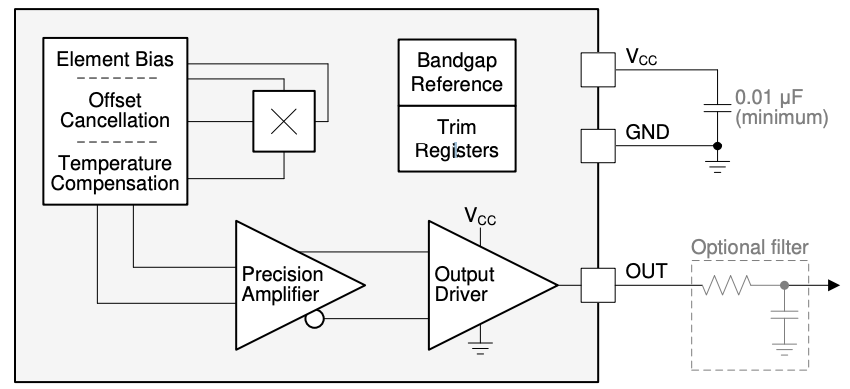 Element Bias
Offset
Cancellation
Temperature
Compensation
Bandgap
Reference
Trim
Registers
VCC
0.01 µF
(minimum)
GND
VCC
Precision
Amplifier
Output
Driver
OUT
Optional filter